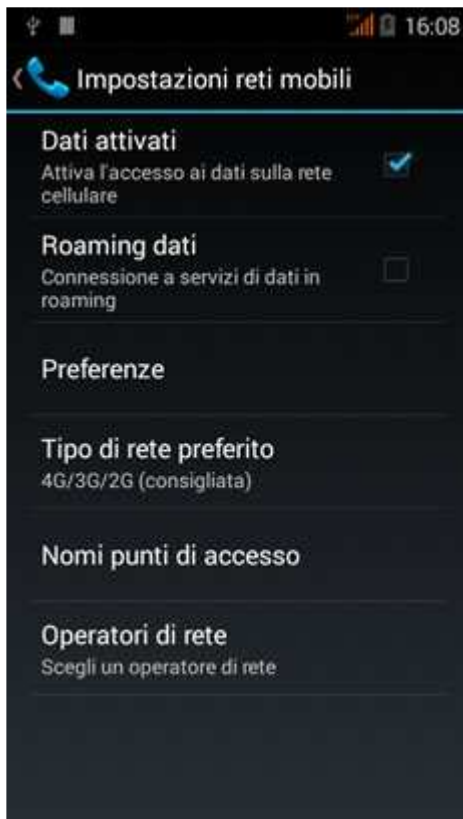 16:08
Impostazioni reti mobili
Dati attivati
Attiva l'accesso ai dati sulla rete
cellulare
Roaming dati
Connessione a servizi di dati in
roaming
Preferenze
Tipo di rete preferito
4G/3G/2G (consigliata)
Nomi punti di accesso
Operatori di rete
Scegli un operatore di rete